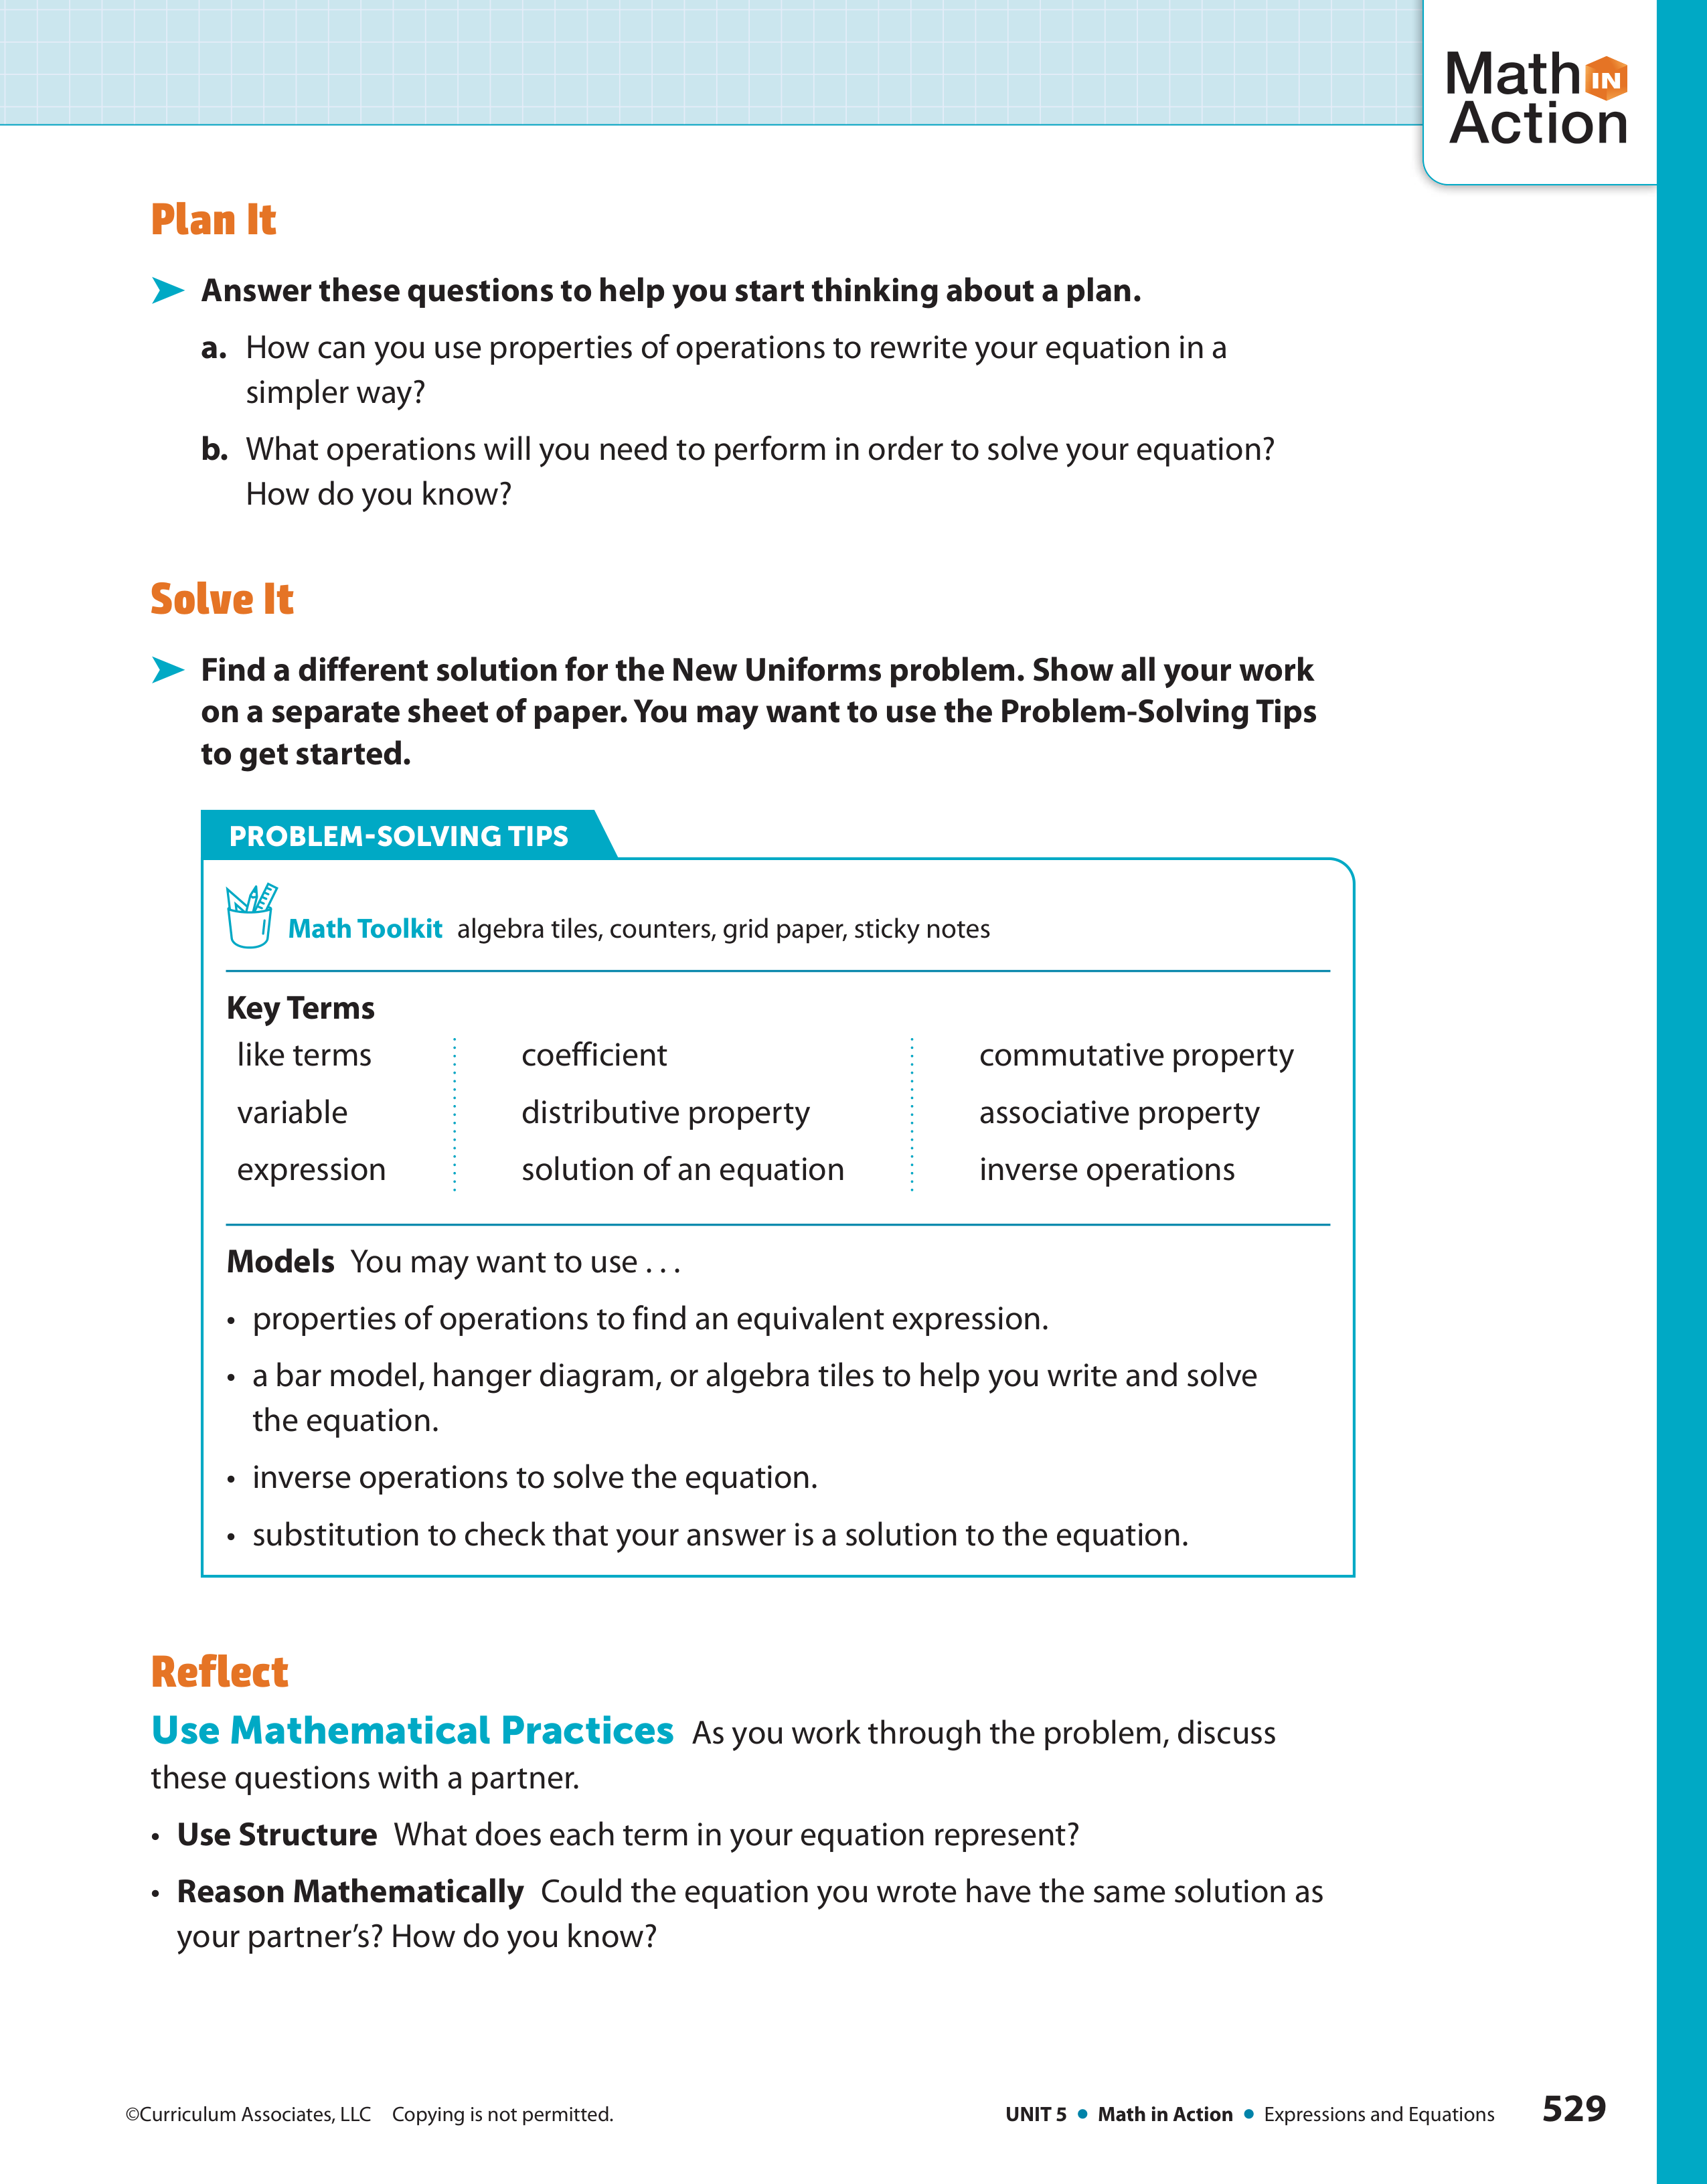 Math IN
Action
Plan It
Answer these questions to help you start thinking about a plan.
a. How can you use properties of operations to rewrite your equation in a
simpler way?
b. What operations will you need to perform in order to solve your equation?
How do you know?
Solve It
Find a different solution for the New Uniforms problem. Show all your work
on a separate sheet of paper. You may want to use the Problem-Solving Tips
to get started.
PROBLEM-SOLVING TIPS
Math Toolkit algebra tiles, counters, grid paper, sticky notes
Key Terms
like terms coefficient commutative property
variable distributive property associative property
expression solution of an equation inverse operations
Models You may want to use . . .
• properties of operations to find an equivalent expression.
• a bar model, hanger diagram, or algebra tiles to help you write and solve
the equation.
• inverse operations to solve the equation.
• substitution to check that your answer is a solution to the equation.
Reflect
Use Mathematical Practices As you work through the problem, discuss
these questions with a partner.
• Use Structure What does each term in your equation represent?
• Reason Mathematically Could the equation you wrote have the same solution as
your partner’s? How do you know?
©Curriculum Associates, LLC Copying is not permitted. UNIT 5 • Math in Action • Expressions and Equations 529